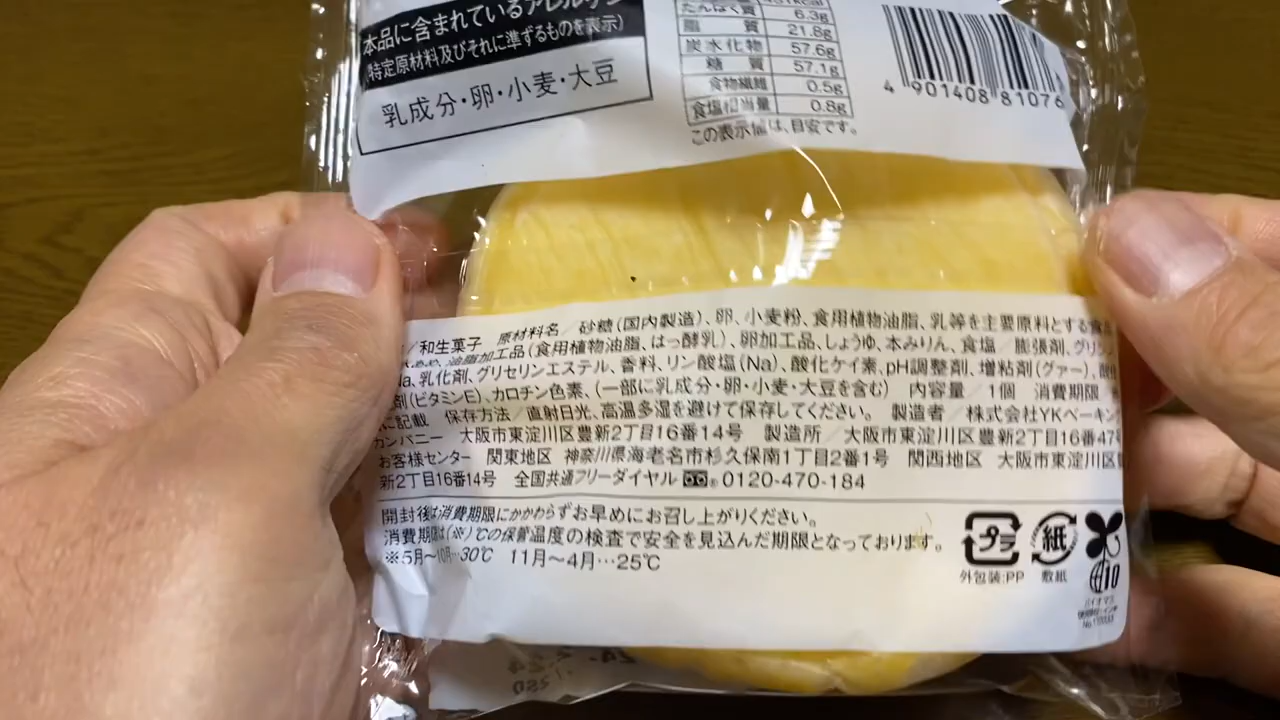 本品に含まれているアレルゲン
(特定原材料及びそれに準ずるものを表示)
乳成分・卵・小麦・大豆
たんぱく質 6.3g
脂質 21.8g
炭水化物 57.6g
糖質 57.1g
食物繊維 0.5g
食塩相当量 0.8g
この表示値は、目安です。
4 901408 81076
/和生菓子 原材料名/砂糖(国内製造)、卵、小麦粉、食用植物油脂、乳等を主要原料とする食品
油脂加工品(食用植物油脂、はっ酵乳)、卵加工品、しょうゆ、本みりん、食塩/膨張剤、グリシン
Na、乳化剤、グリセリンエステル、香料、リン酸塩(Na)、酸化ケイ素、pH調整剤、増粘剤(グァー)、
剤(ビタミンE)、カロチン色素、(一部に乳成分・卵・小麦・大豆を含む) 内容量/1個 消費期限
に記載 保存方法/直射日光、高温多湿を避けて保存してください。 製造者/株式会社YKベーキング
カンパニー 大阪市東淀川区豊新2丁目16番14号 製造所/大阪市東淀川区豊新2丁目16番47号
お客様センター 関東地区 神奈川県海老名市杉久保南1丁目2番1号 関西地区 大阪市東淀川区豊
新2丁目16番14号 全国共通フリーダイヤル 0120-470-184
開封後は消費期限にかかわらずお早めにお召し上がりください。
消費期限は(※)での保管温度の検査で安全を見込んだ期限となっております。
※5月〜10月…30℃ 11月〜4月…25℃
プラ 紙 10
外包装:PP 敷紙
バイオマス